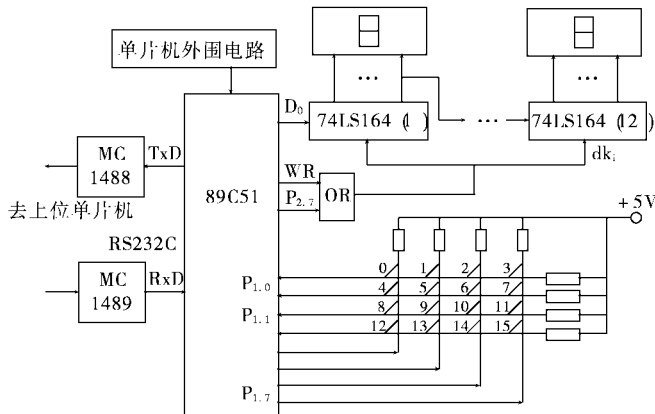 单片机外围电路
D0
74LS164 (1)
74LS164 (12)
MC
1488
TxD
WR
OR
dki
89C51
P2.7
去上位单片机
+5V
RS232C
MC
1489
RxD
0 1 2 3
P1.0
4 5 6 7
8 9 10 11
P1.1
12 13 14 15
P1.7